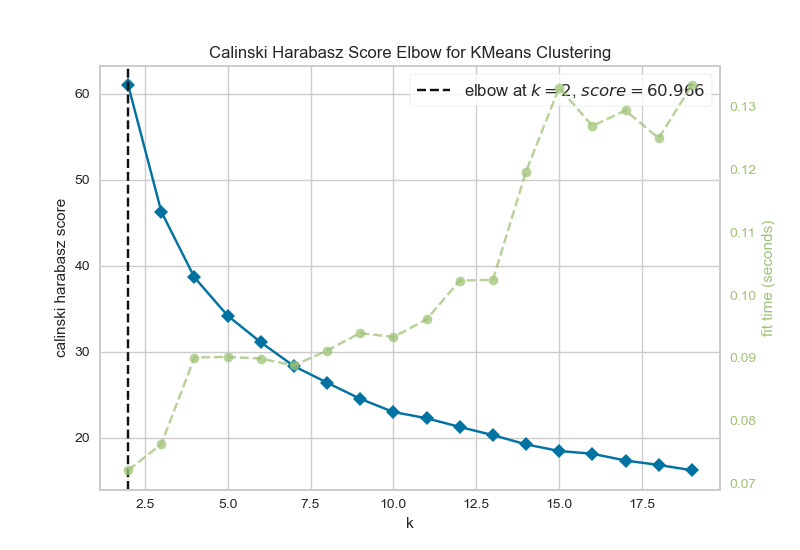 Calinski Harabasz Score Elbow for KMeans Clustering
elbow at k = 2, score = 60.966
calinski harabasz score
60
50
40
30
20
fit time (seconds)
0.13
0.12
0.11
0.10
0.09
0.08
0.07
2.5 5.0 7.5 10.0 12.5 15.0 17.5
k